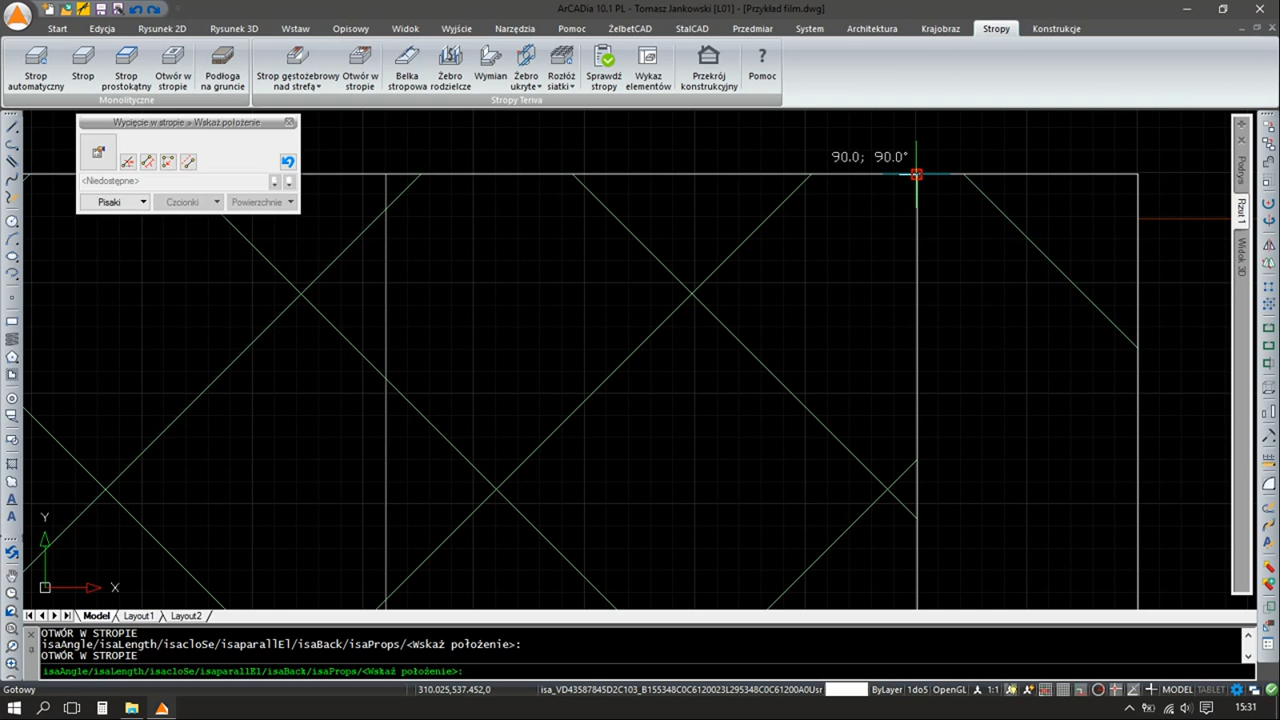 ArCADia 10.1 PL - Tomasz Jankowski [L01] - [Przykład film.dwg]
Start Edycja Rysunek 2D Rysunek 3D Wstaw Opisowy Widok Wyjście Narzędzia Pomoc ŻelbetCAD StalCAD Przedmiar System Architektura Krajobraz Stropy Konstrukcje
Strop automatyczny
Strop
Strop prostokątny
Otwór w stropie
Podłoga na gruncie
Strop gęstożebrowy nad strefą
Otwór w stropie
Belka stropowa
Żebro rodzielcze
Wymian
Żebro ukryte
Rozłóż siatki
Sprawdź stropy
Wykaz elementów
Przekrój konstrukcyjny
Pomoc
Monolityczne
Stropy Teriva
Wycięcie w stropie » Wskaż położenie
<Niedostępne>
Pisaki Czcionki Powierzchnie
90.0; 90.0°
Podrys
Rzut 1
Widok 3D
Y
X
Model Layout1 Layout2
OTWÓR W STROPIE
isaAngle/isaLength/isacloSe/isaparallEl/isaBack/isaProps/<Wskaż położenie>:
OTWÓR W STROPIE
isaAngle/isaLength/isacloSe/isaparallEl/isaBack/isaProps/<Wskaż położenie>:
Gotowy
310.025,537.452,0
ByLayer 1do5 OpenGL 1:1 MODEL TABLET
15:31